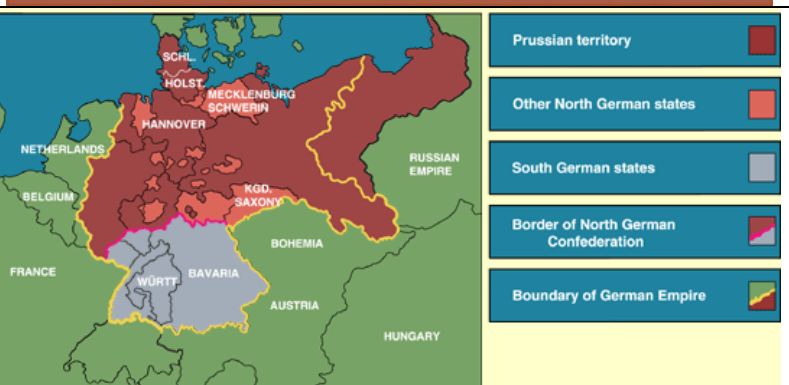 SCHL.
HOLST.
MECKLENBURG
SCHWERIN
HANNOVER
NETHERLANDS
RUSSIAN
EMPIRE
BELGIUM
KGD.
SAXONY
BOHEMIA
FRANCE
WÜRTT.
BAVARIA
AUSTRIA
HUNGARY
Prussian territory
Other North German states
South German states
Border of North German
Confederation
Boundary of German Empire